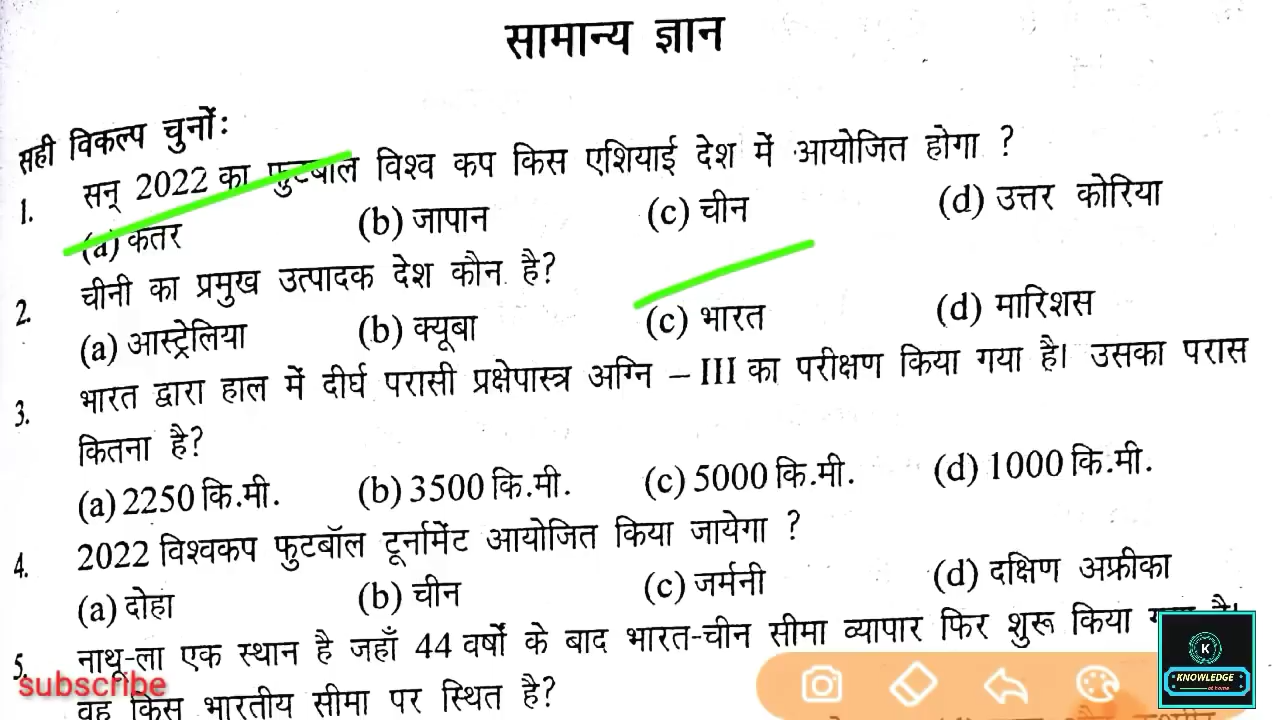 सामान्य ज्ञान
सही विकल्प चुनोंः
1. सन् 2022 का फुटबाल विश्व कप किस एशियाई देश में आयोजित होगा ?
(a) कतर (b) जापान (c) चीन (d) उत्तर कोरिया
2. चीनी का प्रमुख उत्पादक देश कौन है?
(a) आस्ट्रेलिया (b) क्यूबा (c) भारत (d) मारिशस
3. भारत द्वारा हाल में दीर्घ परासी प्रक्षेपास्त्र अग्नि – III का परीक्षण किया गया है। उसका परास
कितना है?
(a) 2250 कि.मी. (b) 3500 कि.मी. (c) 5000 कि.मी. (d) 1000 कि.मी.
4. 2022 विश्वकप फुटबॉल टूर्नामेंट आयोजित किया जायेगा ?
(a) दोहा (b) चीन (c) जर्मनी (d) दक्षिण अफ्रीका
5. नाथू-ला एक स्थान है जहाँ 44 वर्षों के बाद भारत-चीन सीमा व्यापार फिर शुरू किया है।
वह किस भारतीय सीमा पर स्थित है?
subscribe
K
KNOWLEDGE
at home